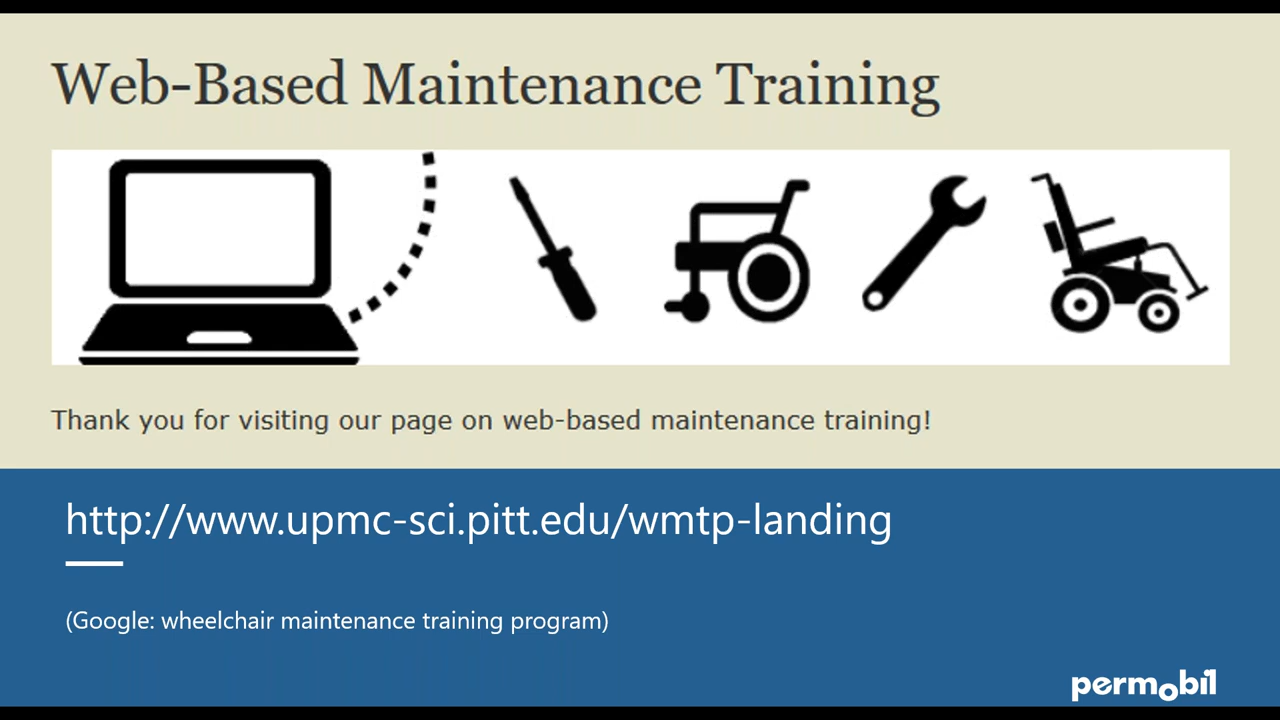 Web-Based Maintenance Training
Thank you for visiting our page on web-based maintenance training!
http://www.upmc-sci.pitt.edu/wmtp-landing
(Google: wheelchair maintenance training program)
permobil